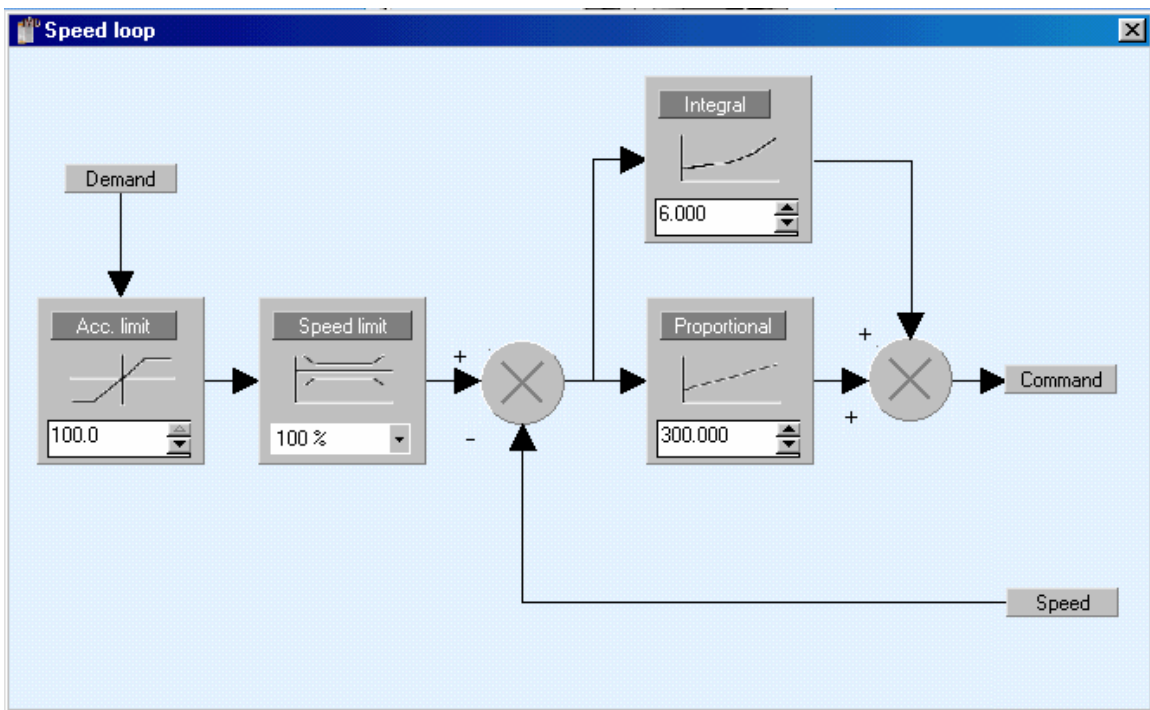 Speed loop
Integral
6.000
Demand
Acc. limit
100.0
Speed limit
100 %
+
-
Proportional
300.000
+
+
Command
Speed